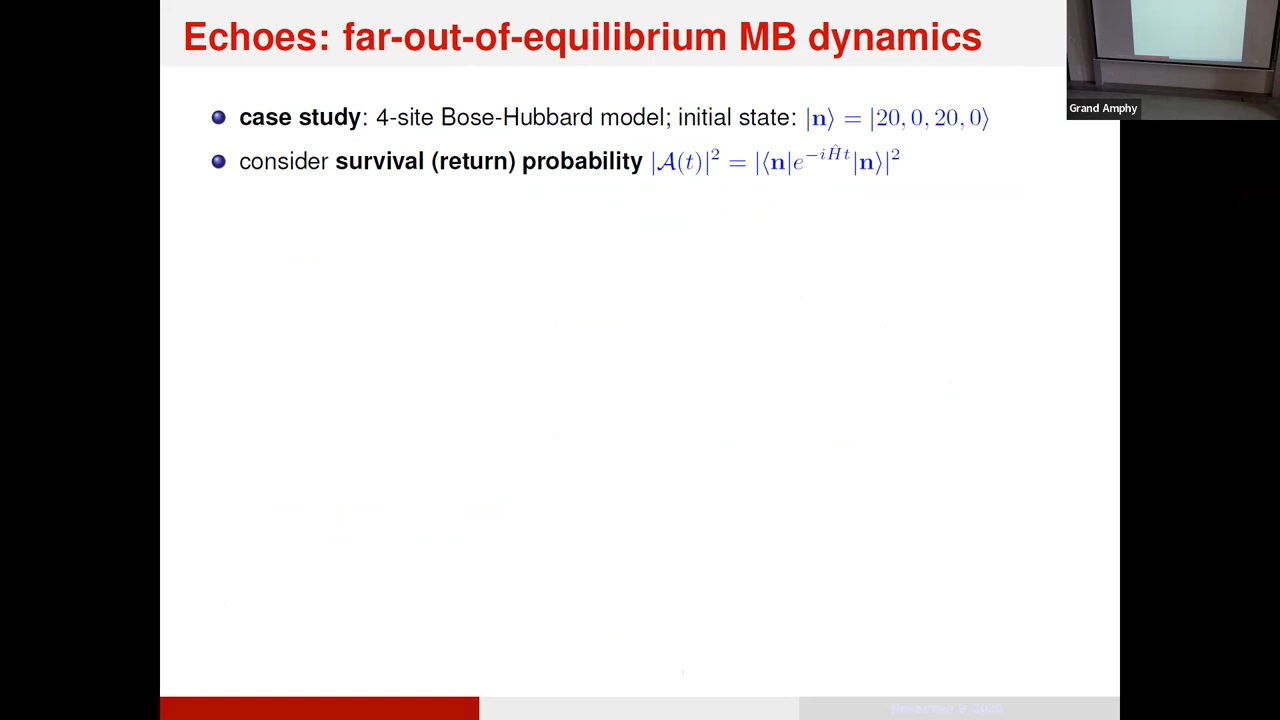 Echoes: far-out-of-equilibrium MB dynamics
Grand Amphy
case study: 4-site Bose-Hubbard model; initial state: |n⟩ = |20, 0, 20, 0⟩
consider survival (return) probability |𝒜(t)|² = |⟨n|e^{−iĤt}|n⟩|²